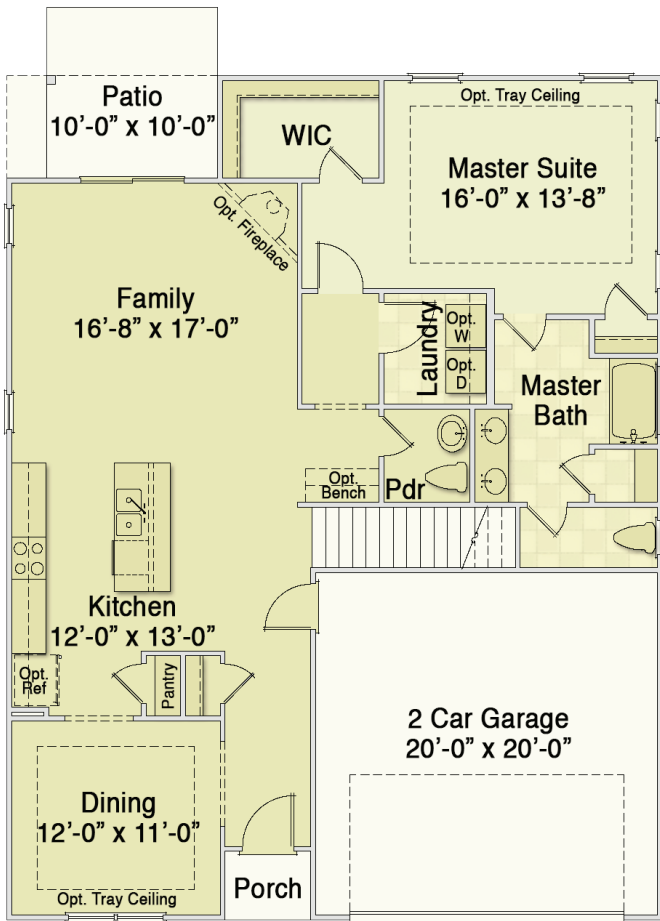 Patio
10’-0” x 10’-0”
WIC
Opt. Tray Ceiling
Master Suite
16’-0” x 13’-8”
Opt. Fireplace
Family
16’-8” x 17’-0”
Laundry
Opt.
W
Opt.
D
Master
Bath
Opt.
Bench
Pdr
Kitchen
12’-0” x 13’-0”
Opt.
Ref
Pantry
2 Car Garage
20’-0” x 20’-0”
Dining
12’-0” x 11’-0”
Opt. Tray Ceiling
Porch